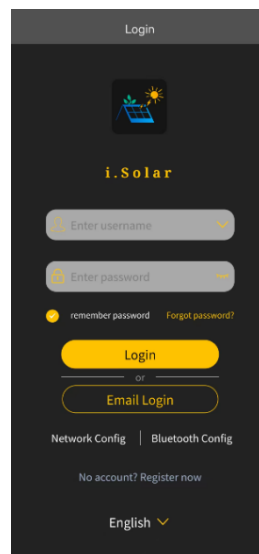 Login
i.Solar
Enter username
Enter password
remember password Forgot password?
Login
or
Email Login
Network Config Bluetooth Config
No account? Register now
English